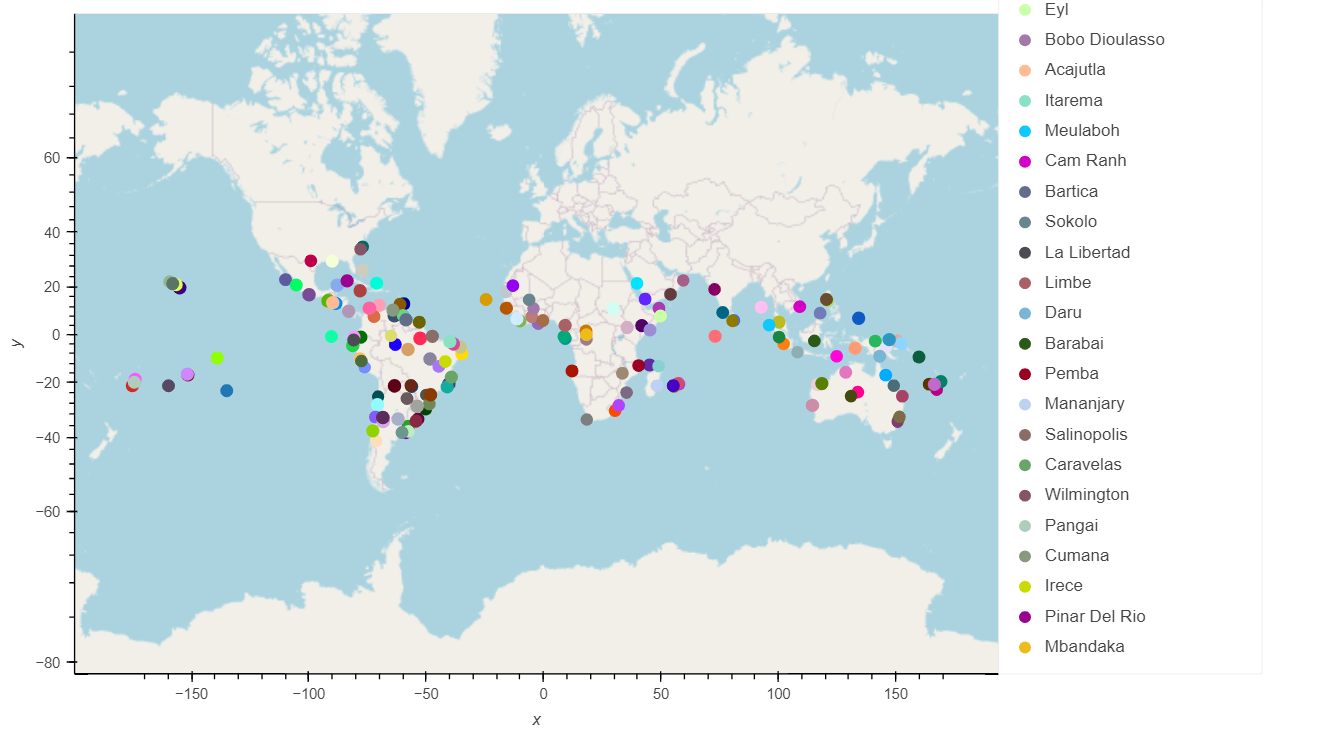 Eyl
Bobo Dioulasso
Acajutla
Itarema
Meulaboh
Cam Ranh
Bartica
Sokolo
La Libertad
Limbe
Daru
Barabai
Pemba
Mananjary
Salinopolis
Caravelas
Wilmington
Pangai
Cumana
Irece
Pinar Del Rio
Mbandaka
60
40
20
0
−20
−40
−60
−80
y
−150
−100
−50
0
50
100
150
x